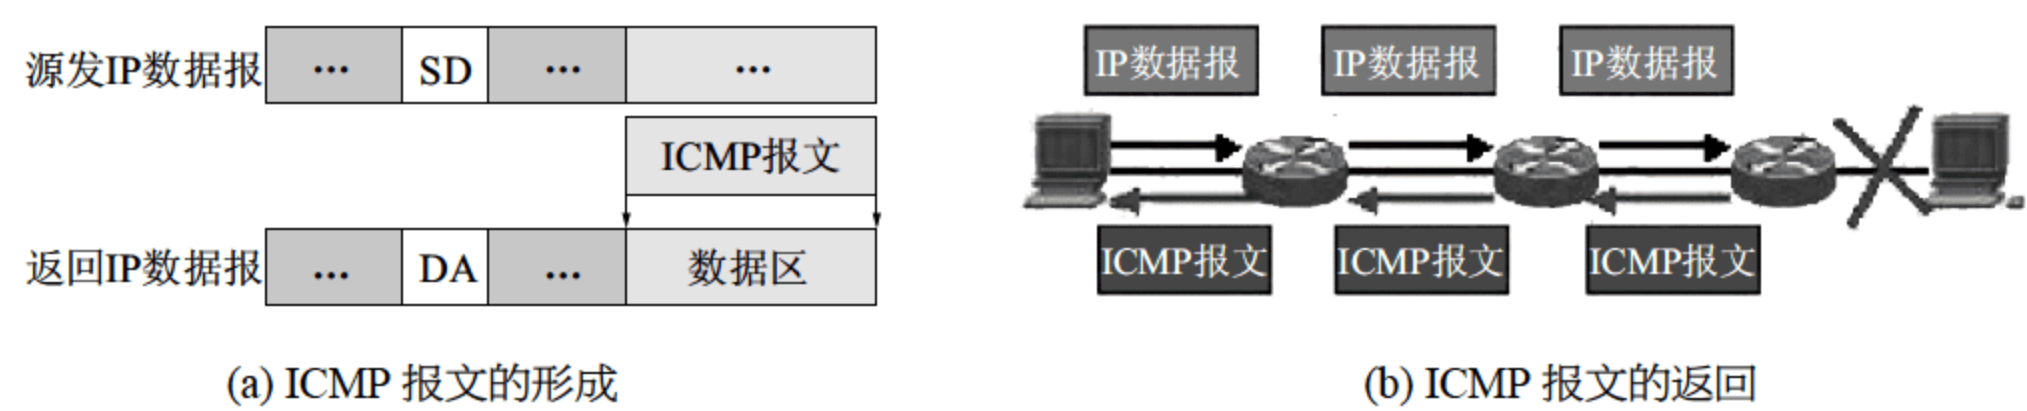 源发IP数据报 ... SD ... ...
ICMP报文
返回IP数据报 ... DA ... 数据区
(a) ICMP 报文的形成
IP数据报 IP数据报 IP数据报
ICMP报文 ICMP报文 ICMP报文
(b) ICMP 报文的返回